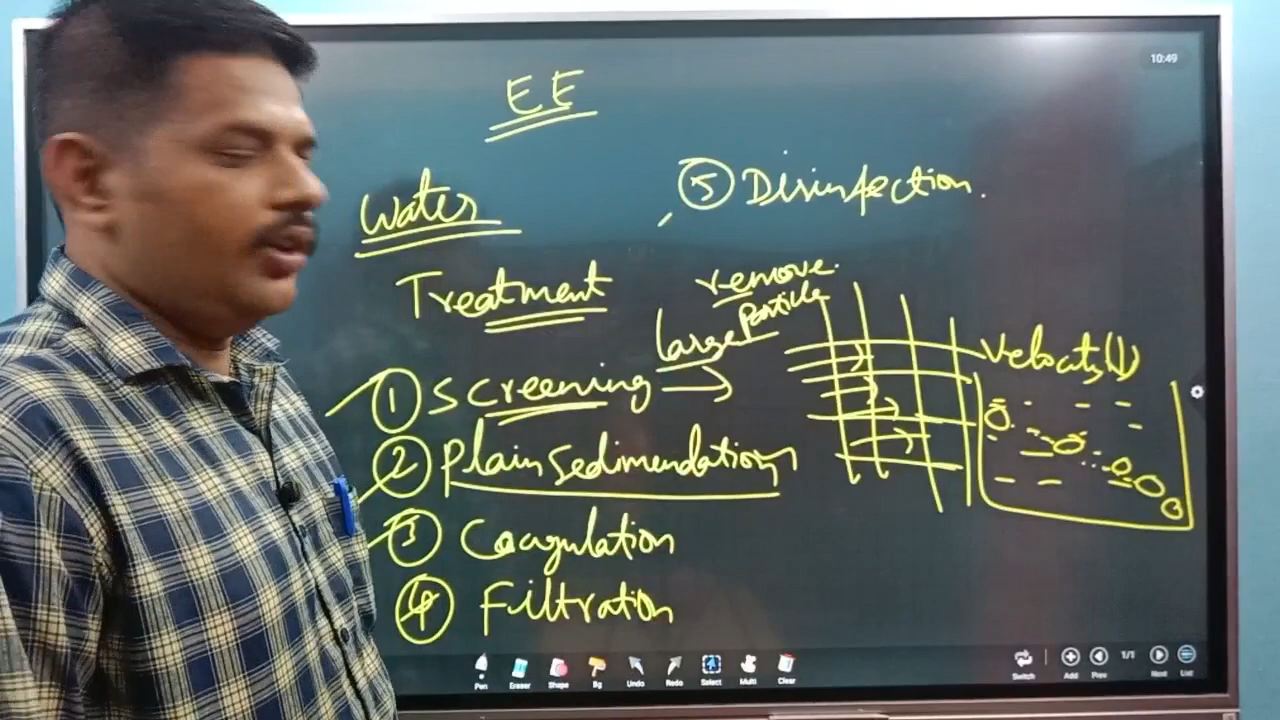 10:49
EE
Water
Treatment
⑤ Disinfection.
remove
large Particle
① Screening →
Velocity(↓)
② Plain Sedimendation
③ Coagulation
④ Filtration
Pen Eraser Shape Bg Undo Redo Select Multi Clear
Switch Add Prev 1/1 Next List